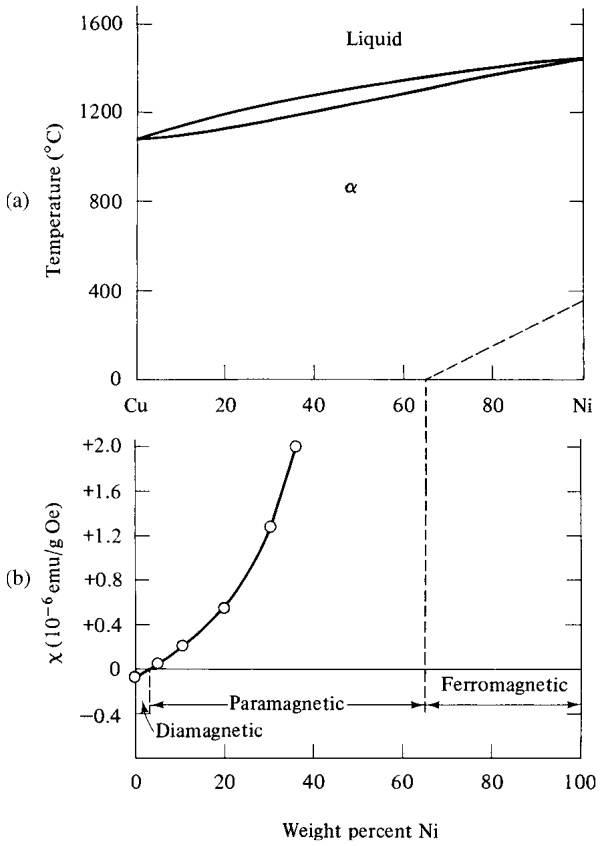 1600
Liquid
1200
Temperature (°C)
(a)
800
α
400
0
Cu
20
40
60
80
Ni
+2.0
+1.6
+1.2
χ (10⁻⁶ emu/g Oe)
(b)
+0.8
+0.4
0
−0.4
Ferromagnetic
Paramagnetic
Diamagnetic
0
20
40
60
80
100
Weight percent Ni